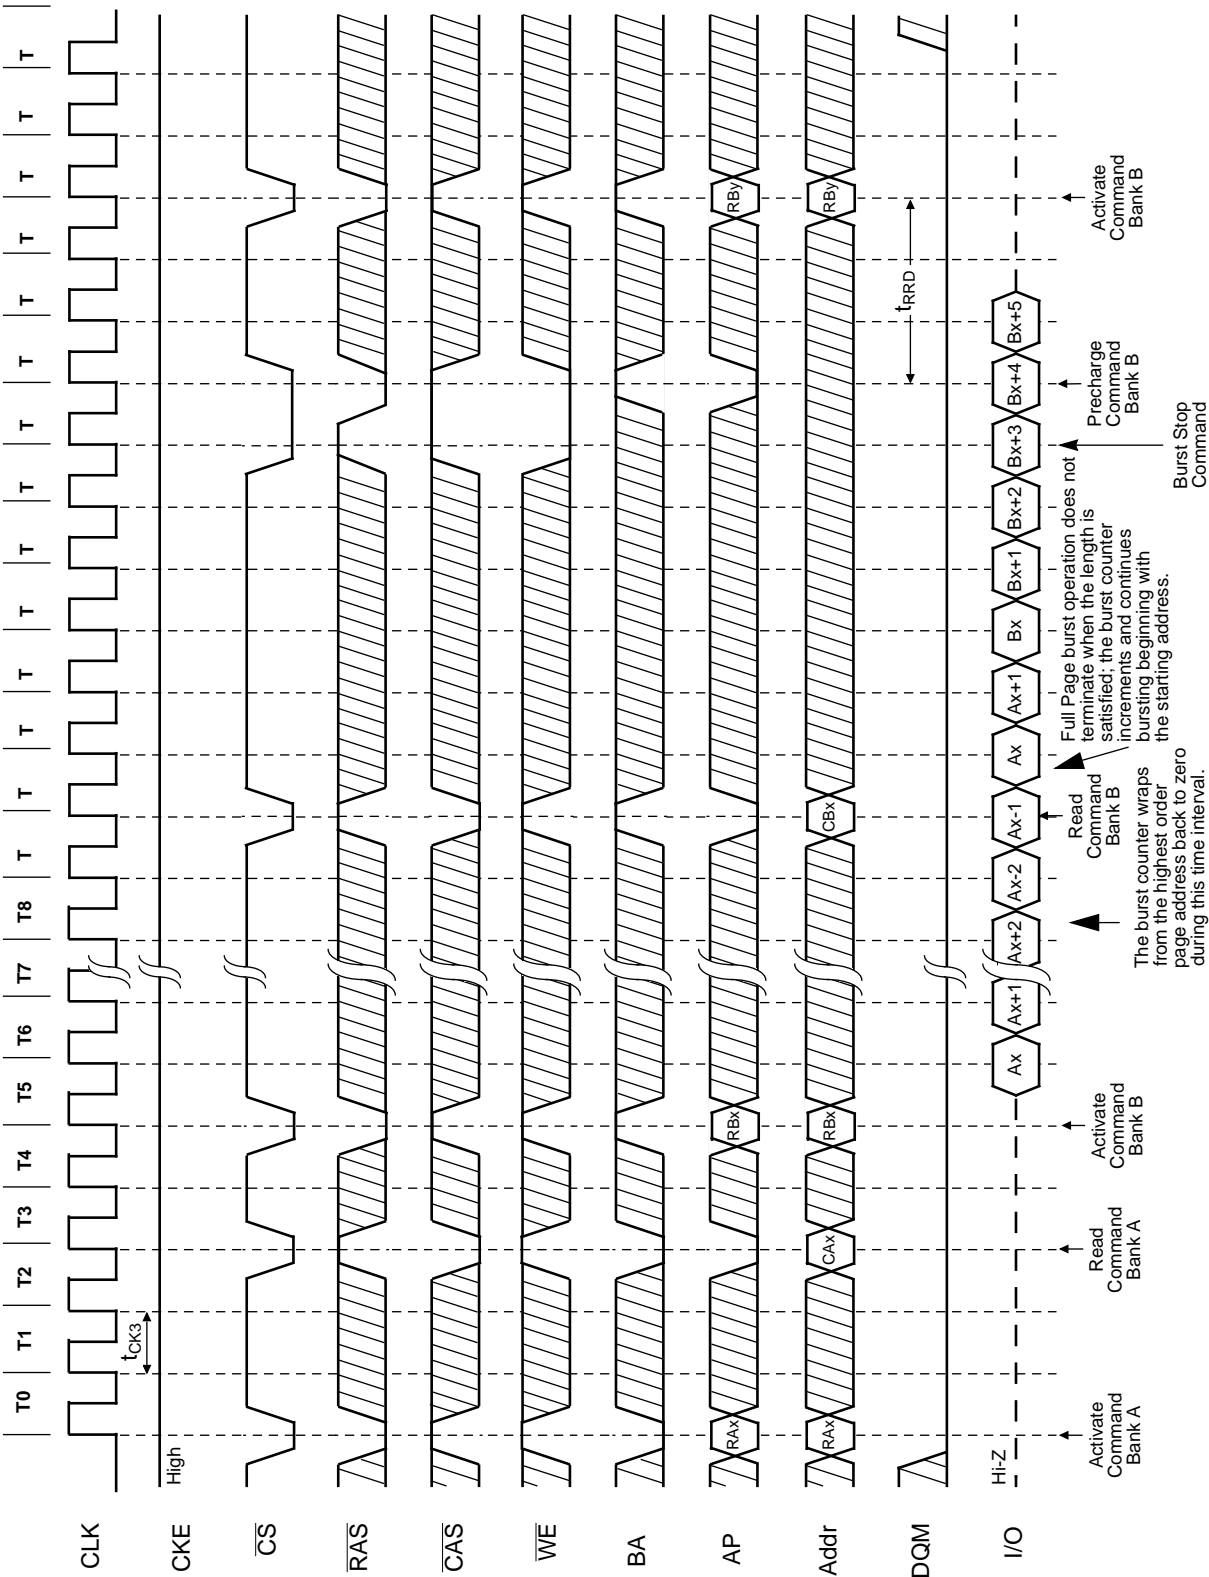 T0 T1 T2 T3 T4 T5 T6 T7 T8 T T T T T T T T T T T T T T
CLK
tCK3
CKE
High
CS
RAS
CAS
WE
BA
AP
RAx RBx RBy
Addr
RAx CAx RBx CBx RBy
tRRD
DQM
I/O
Hi-Z
Ax Ax+1 Ax+2 Ax-2 Ax-1 Ax Ax+1 Bx Bx+1 Bx+2 Bx+3 Bx+4 Bx+5
Activate
Command
Bank A
Read
Command
Bank A
Activate
Command
Bank B
The burst counter wraps
from the highest order
page address back to zero
during this time interval.
Read
Command
Bank B
Full Page burst operation does not
terminate when the length is
satisfied; the burst counter
increments and continues
bursting beginning with
the starting address.
Burst Stop
Command
Precharge
Command
Bank B
Activate
Command
Bank B